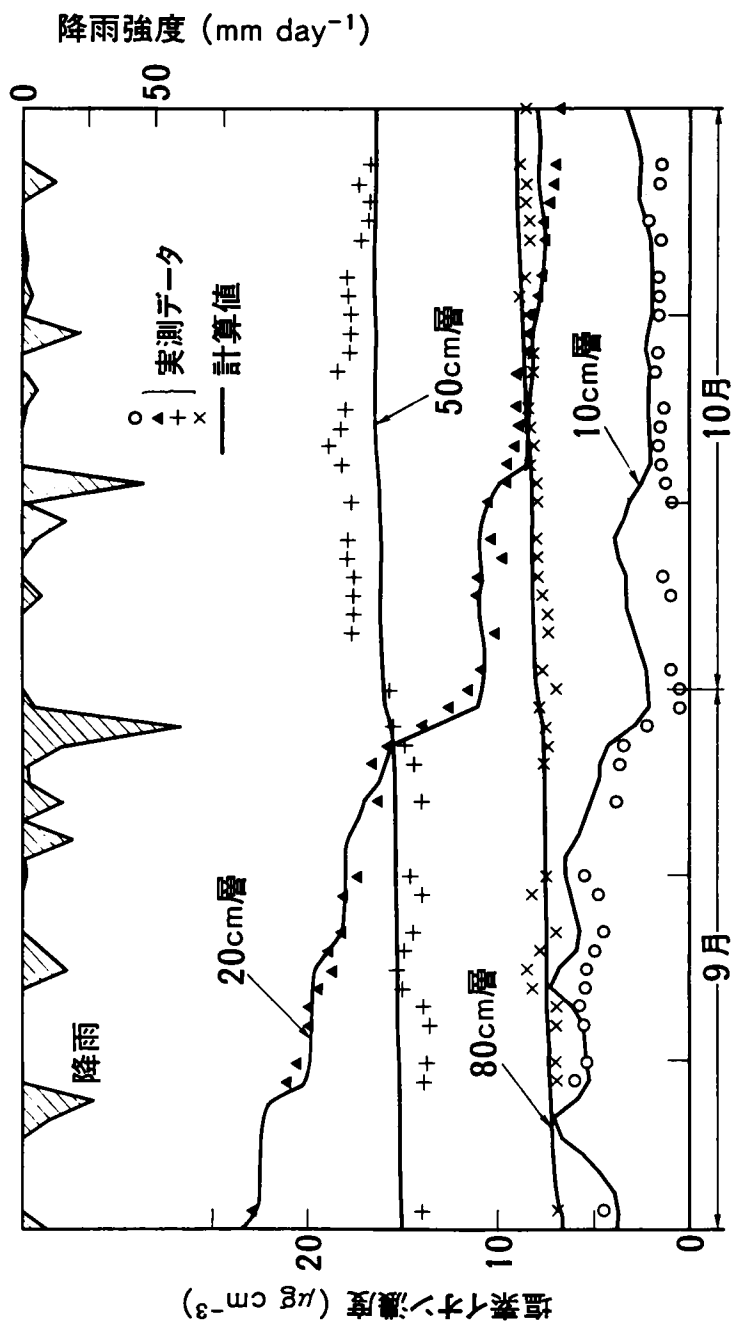 降雨強度 (mm day⁻¹)
0
50
降雨
○
▲
+
×
実測データ
計算値
20cm層
50cm層
80cm層
10cm層
20
10
0
塩素イオン濃度 (μg cm⁻³)
9月
10月